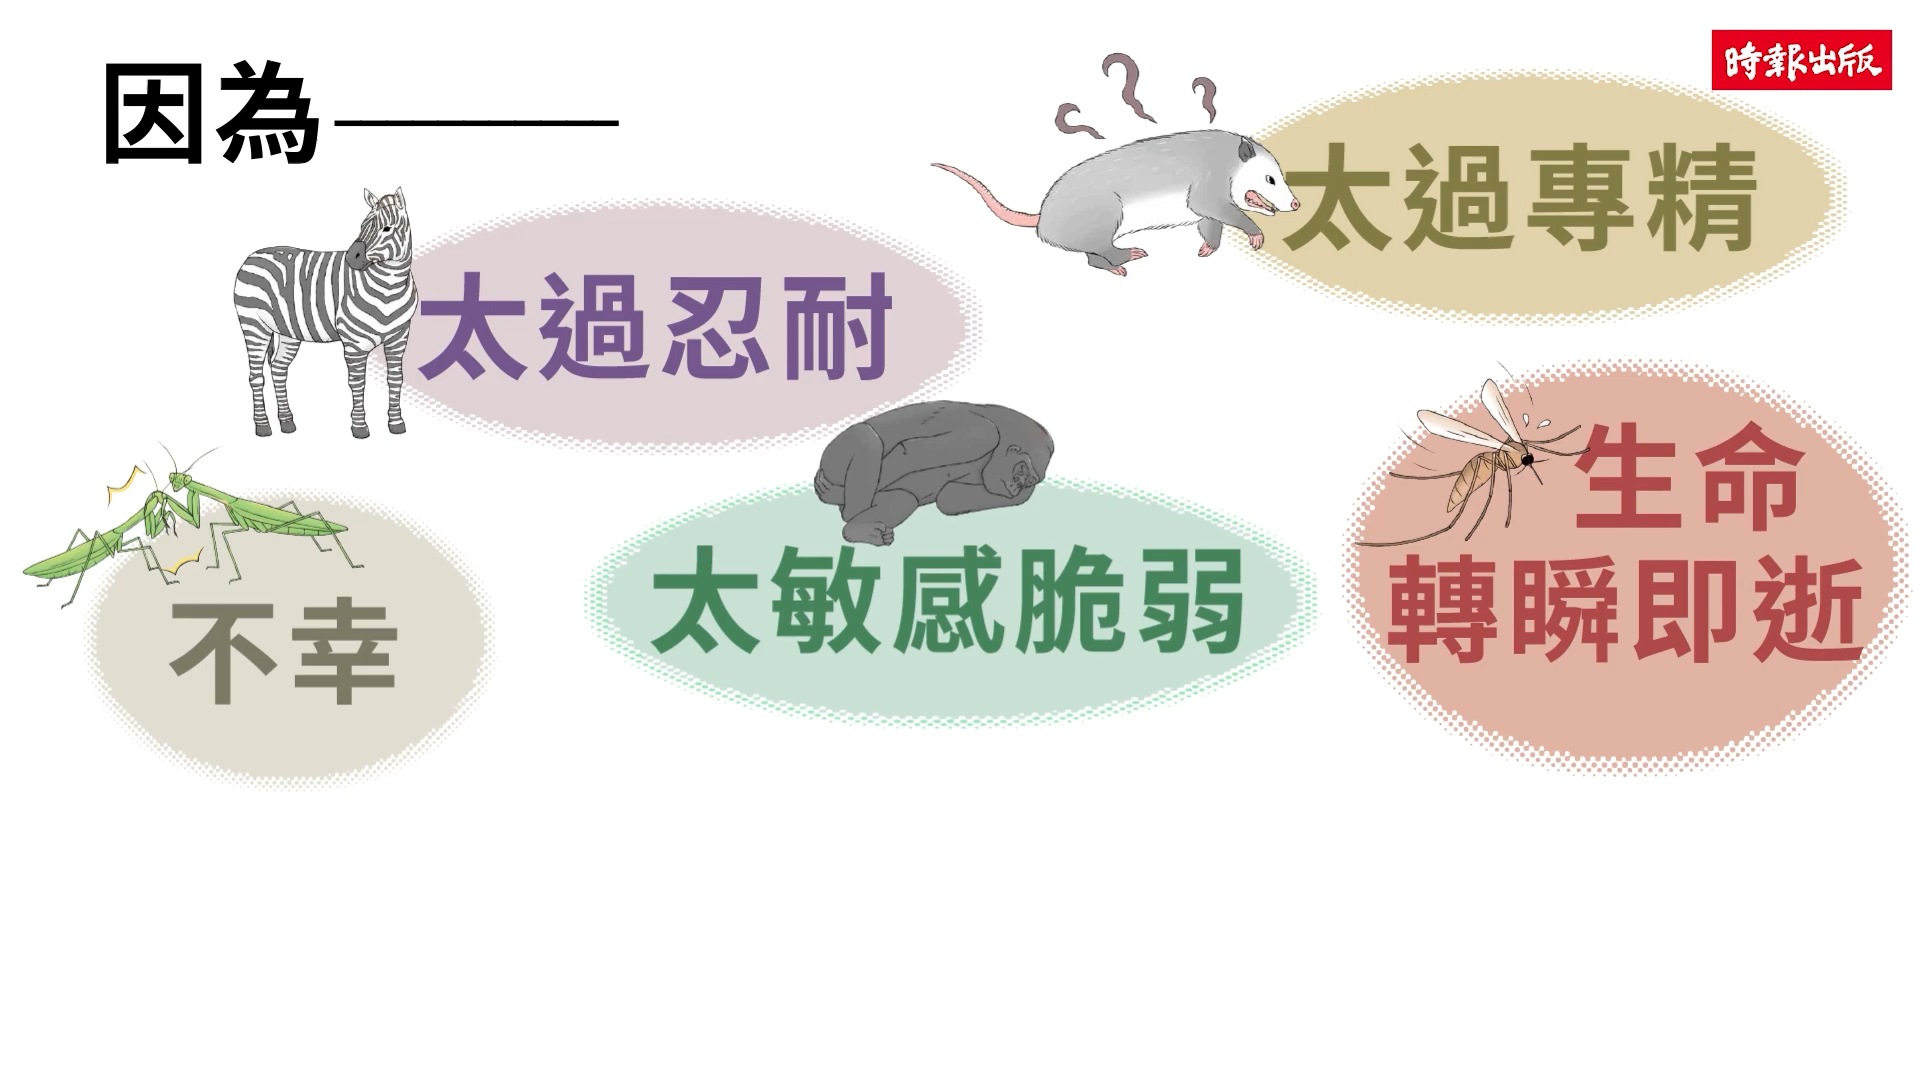 因為
時報出版
太過專精
太過忍耐
生命
轉瞬即逝
太敏感脆弱
不幸